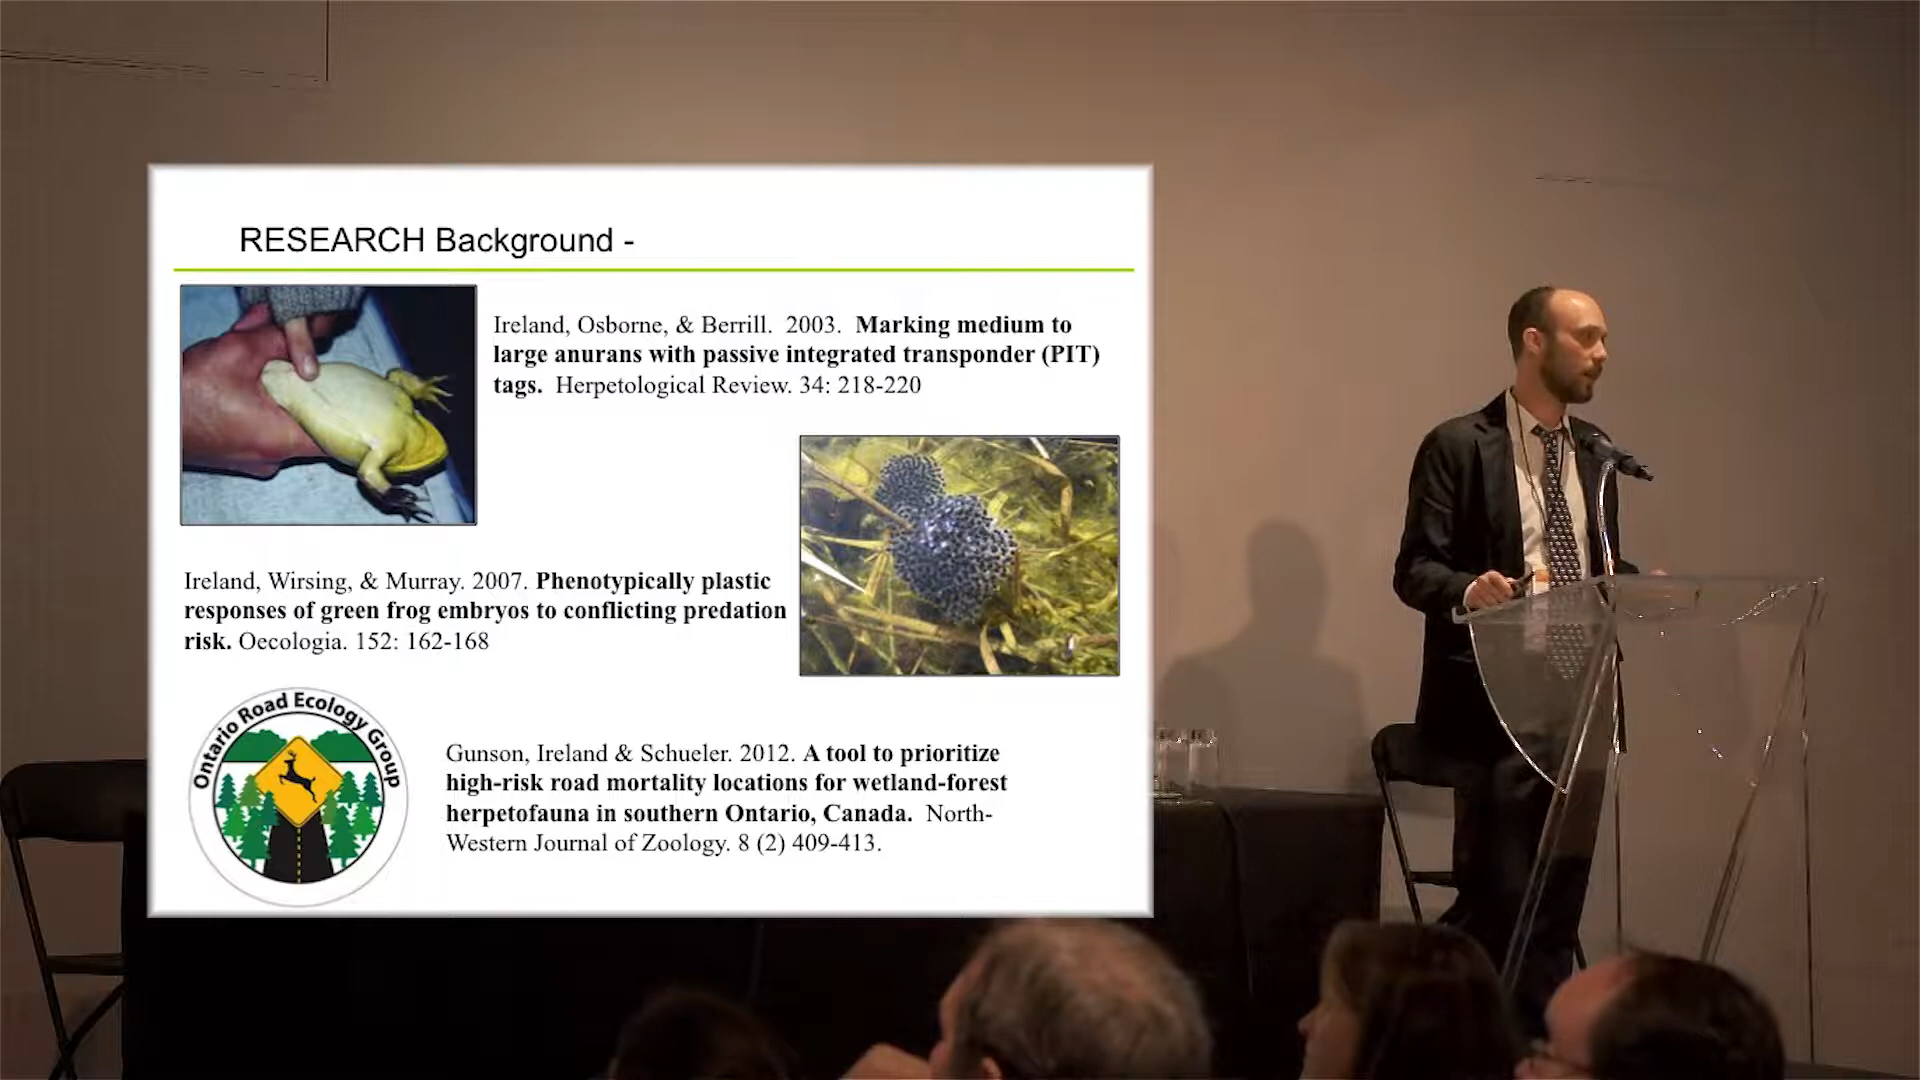 RESEARCH Background -
Ireland, Osborne, & Berrill.  2003.  Marking medium to
large anurans with passive integrated transponder (PIT)
tags.  Herpetological Review. 34: 218-220
Ireland, Wirsing, & Murray. 2007. Phenotypically plastic
responses of green frog embryos to conflicting predation
risk. Oecologia. 152: 162-168
Ontario Road Ecology Group
Gunson, Ireland & Schueler. 2012. A tool to prioritize
high-risk road mortality locations for wetland-forest
herpetofauna in southern Ontario, Canada.  North-
Western Journal of Zoology. 8 (2) 409-413.